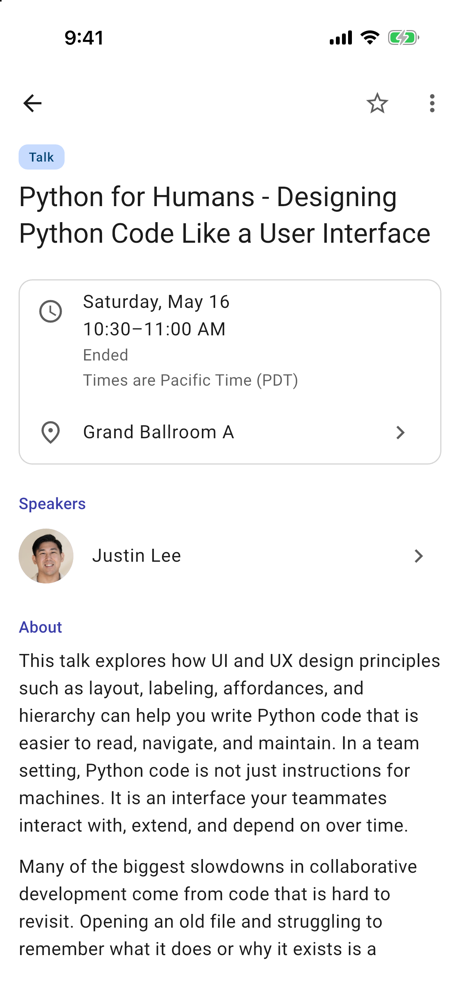 9:41
Talk
Python for Humans - Designing
Python Code Like a User Interface
Saturday, May 16
10:30–11:00 AM
Ended
Times are Pacific Time (PDT)
Grand Ballroom A
Speakers
Justin Lee
About
This talk explores how UI and UX design principles
such as layout, labeling, affordances, and
hierarchy can help you write Python code that is
easier to read, navigate, and maintain. In a team
setting, Python code is not just instructions for
machines. It is an interface your teammates
interact with, extend, and depend on over time.
Many of the biggest slowdowns in collaborative
development come from code that is hard to
revisit. Opening an old file and struggling to
remember what it does or why it exists is a